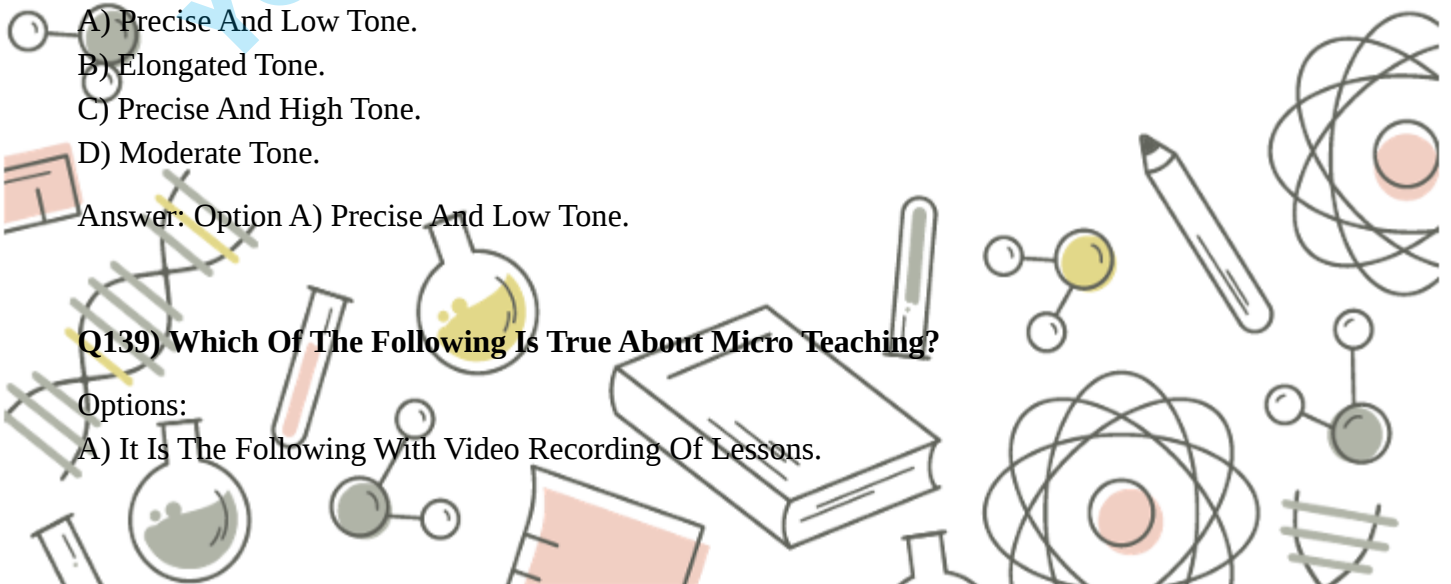 A) Precise And Low Tone.
B) Elongated Tone.
C) Precise And High Tone.
D) Moderate Tone.
Answer: Option A) Precise And Low Tone.
Q139) Which Of The Following Is True About Micro Teaching?
Options:
A) It Is The Following With Video Recording Of Lessons.